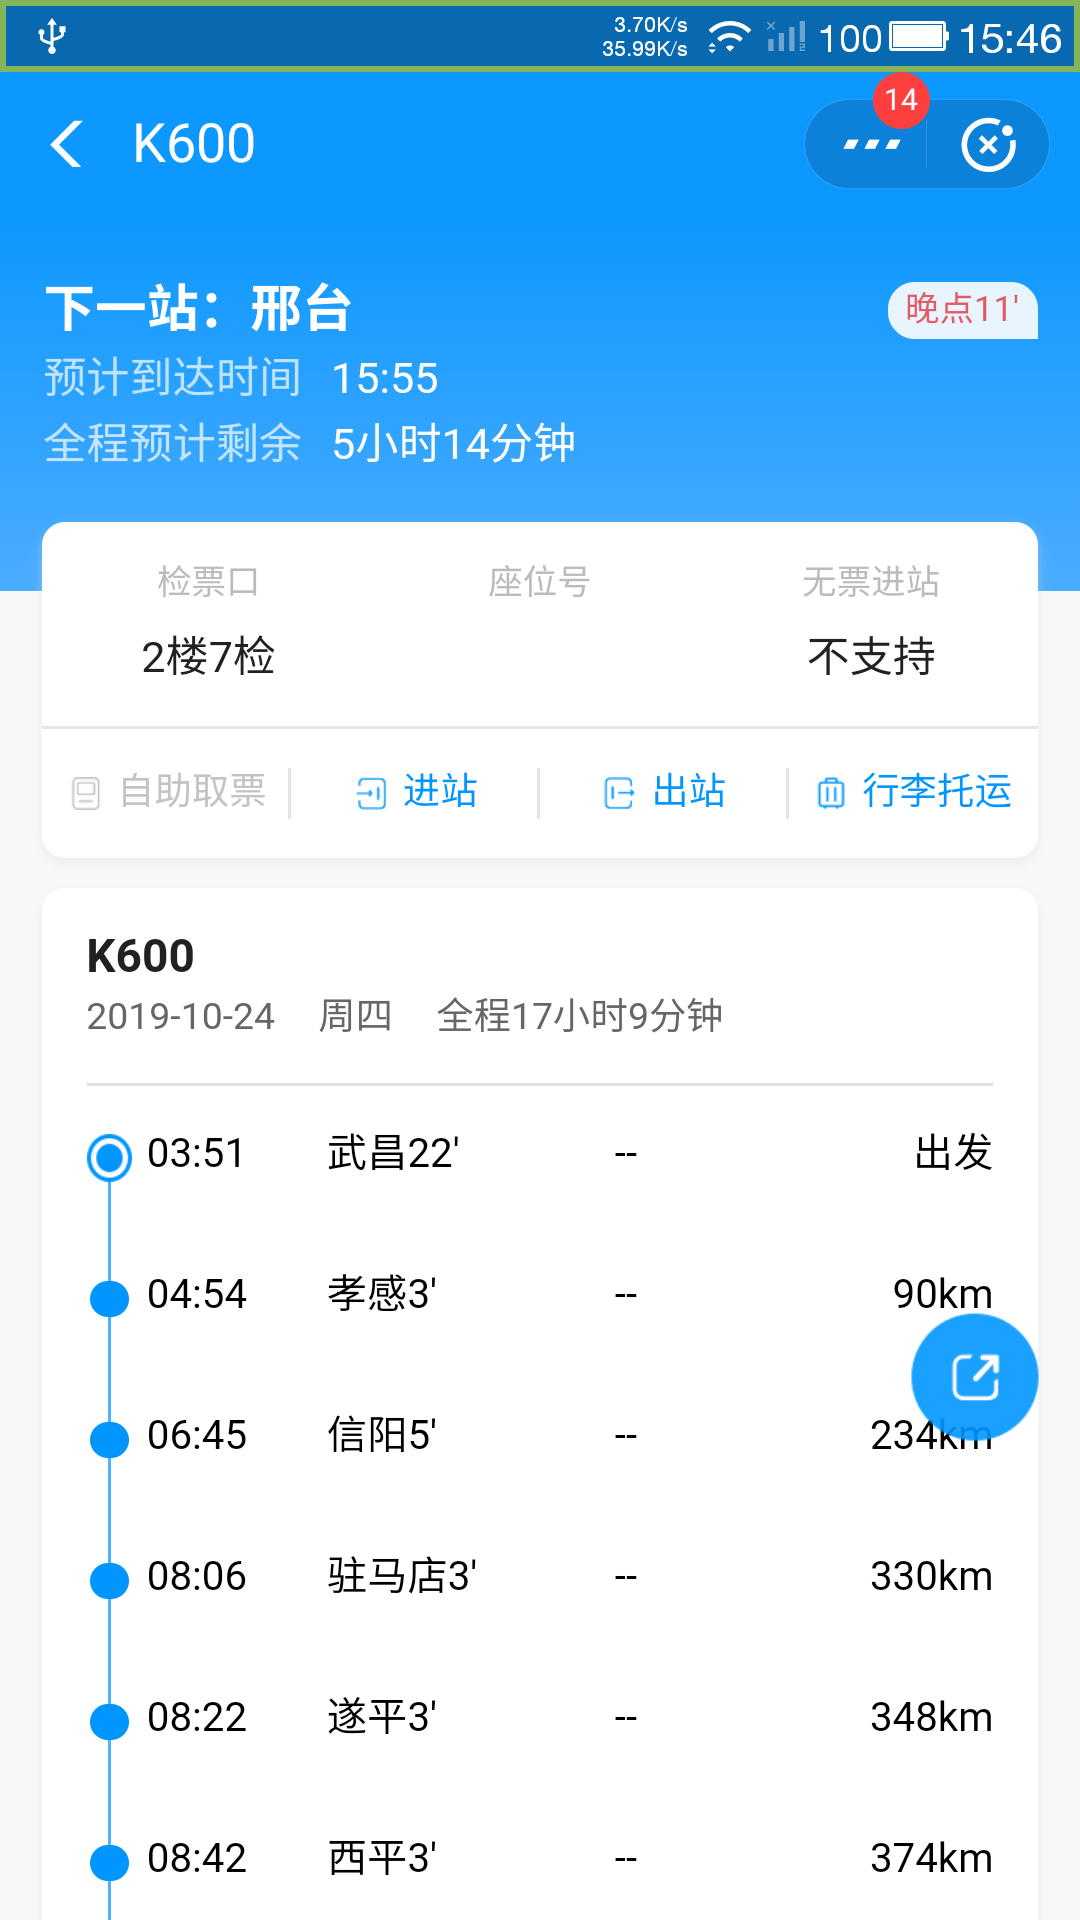 3.70K/s
35.99K/s
100
15:46
K600
14
下一站：邢台
晚点11'
预计到达时间 15:55
全程预计剩余 5小时14分钟
检票口 座位号 无票进站
2楼7检 不支持
自助取票 进站 出站 行李托运
K600
2019-10-24 周四 全程17小时9分钟
03:51 武昌22' -- 出发
04:54 孝感3' -- 90km
06:45 信阳5' -- 234km
08:06 驻马店3' -- 330km
08:22 遂平3' -- 348km
08:42 西平3' -- 374km